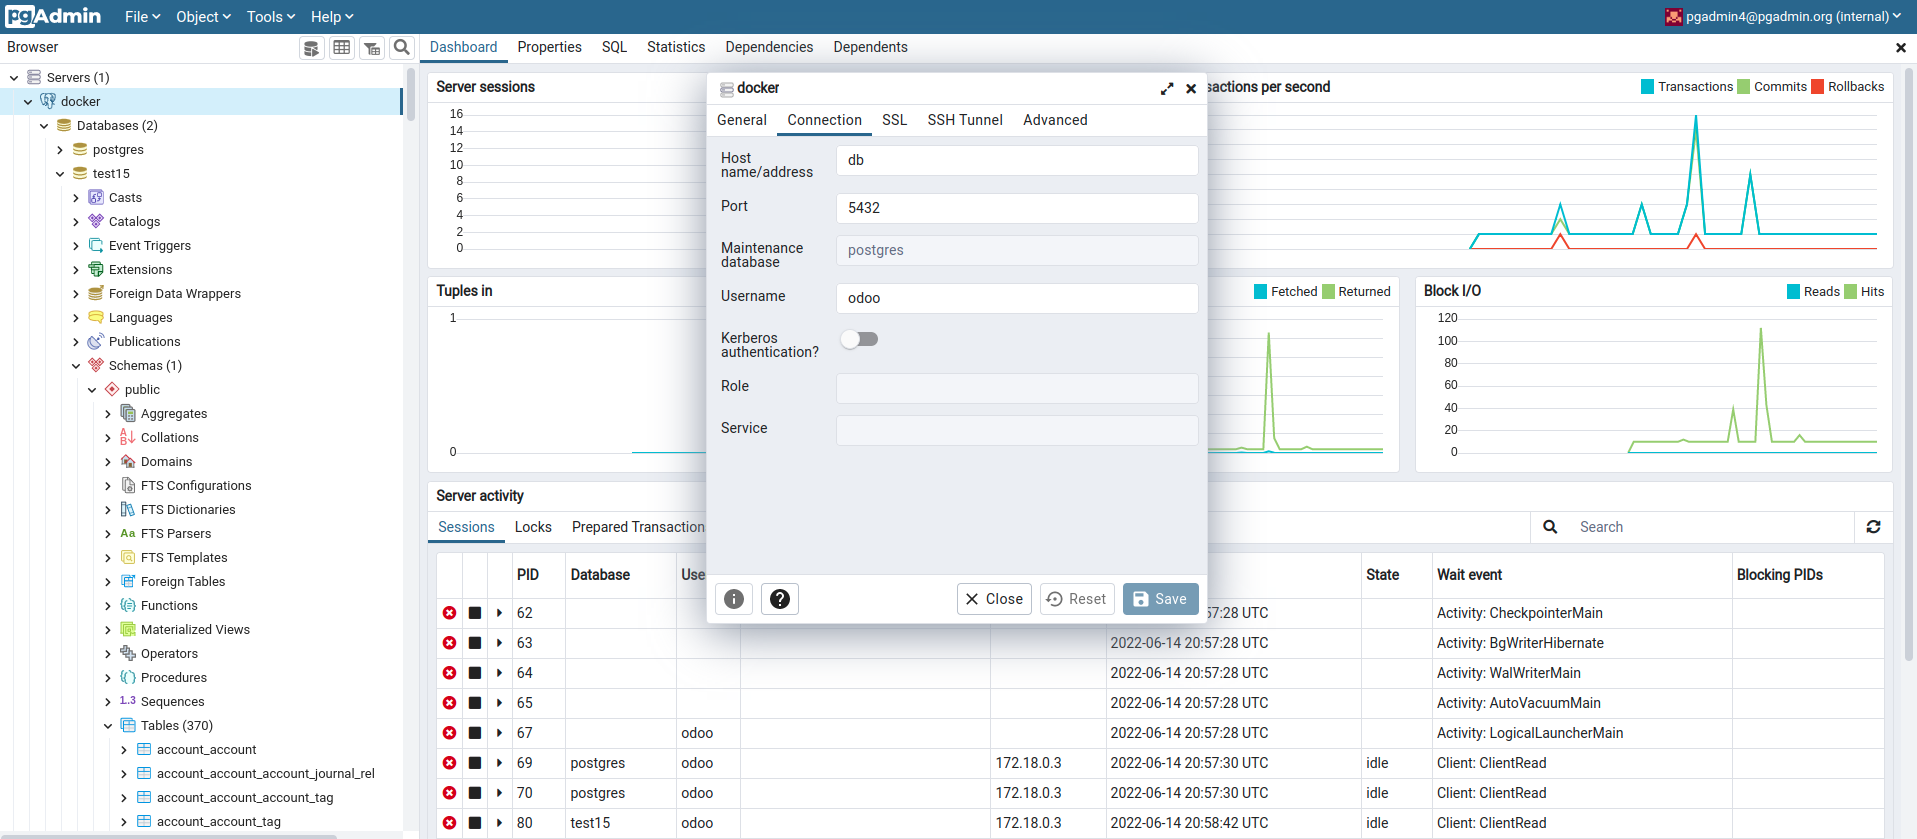 pgAdmin File Object Tools Help pgadmin4@pgadmin.org (internal)
Browser
Dashboard Properties SQL Statistics Dependencies Dependents
Servers (1)
docker
Databases (2)
postgres
test15
Casts
Catalogs
Event Triggers
Extensions
Foreign Data Wrappers
Languages
Publications
Schemas (1)
public
Aggregates
Collations
Domains
FTS Configurations
FTS Dictionaries
Aa FTS Parsers
FTS Templates
Foreign Tables
Functions
Materialized Views
Operators
Procedures
1..3 Sequences
Tables (370)
account_account
account_account_account_journal_rel
account_account_account_tag
account_account_tag
Server sessions
16
14
12
10
8
6
4
2
0
sactions per second
Transactions Commits Rollbacks
Tuples in
1
0
Fetched Returned
Block I/O
Reads Hits
120
100
80
60
40
20
0
docker
General Connection SSL SSH Tunnel Advanced
Host
name/address
db
Port
5432
Maintenance
database
postgres
Username
odoo
Kerberos
authentication?
Role
Service
Close Reset Save
Server activity
Sessions Locks Prepared Transaction
Search
PID Database Use State Wait event Blocking PIDs
62 57:28 UTC Activity: CheckpointerMain
63 2022-06-14 20:57:28 UTC Activity: BgWriterHibernate
64 2022-06-14 20:57:28 UTC Activity: WalWriterMain
65 2022-06-14 20:57:28 UTC Activity: AutoVacuumMain
67 odoo 2022-06-14 20:57:28 UTC Activity: LogicalLauncherMain
69 postgres odoo 172.18.0.3 2022-06-14 20:57:30 UTC idle Client: ClientRead
70 postgres odoo 172.18.0.3 2022-06-14 20:57:30 UTC idle Client: ClientRead
80 test15 odoo 172.18.0.3 2022-06-14 20:58:42 UTC idle Client: ClientRead